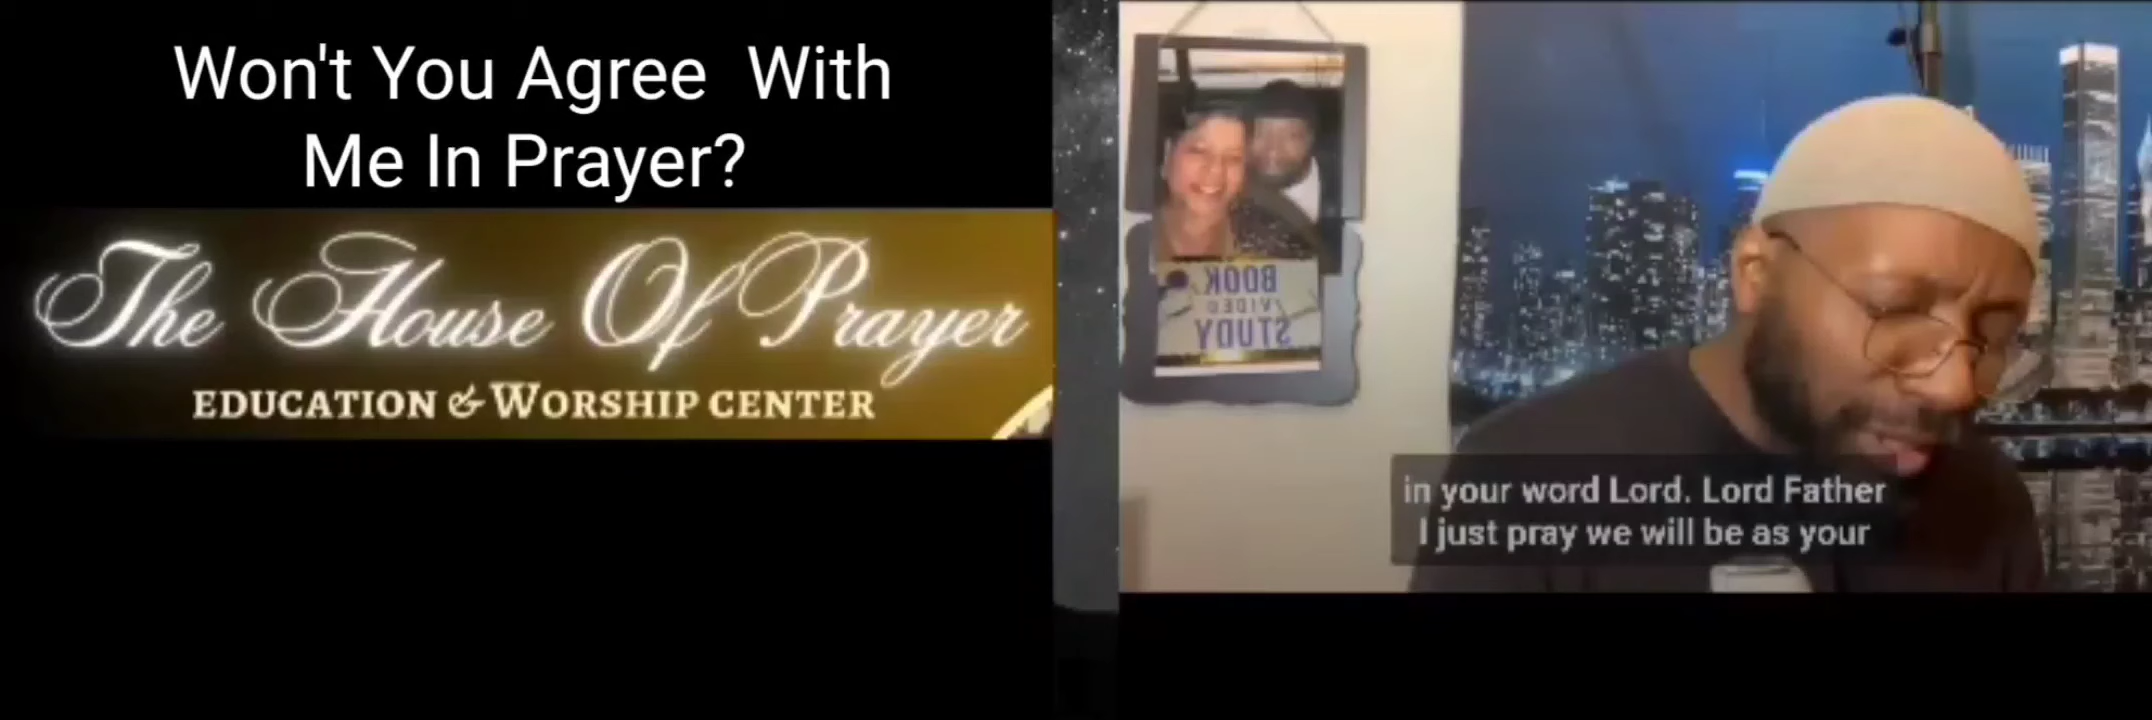 Won't You Agree  With
Me In Prayer?
The House Of Prayer
EDUCATION & WORSHIP CENTER
BOOK
VIDEO
STUDY
in your word Lord. Lord Father
I just pray we will be as your